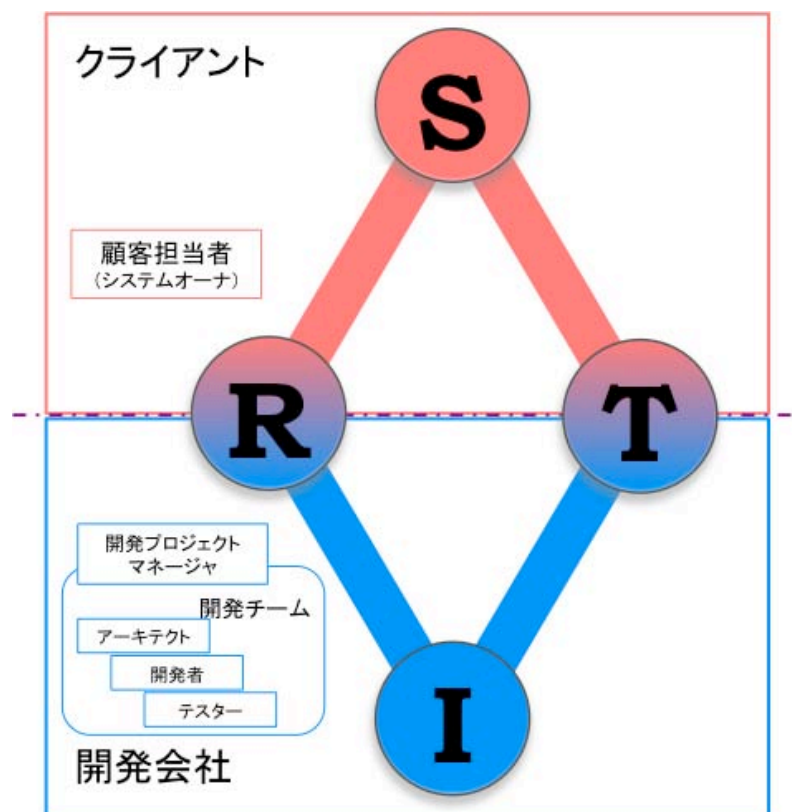 クライアント
S
顧客担当者
(システムオーナ)
R
T
開発プロジェクト
マネージャ
開発チーム
アーキテクト
開発者
テスター
I
開発会社